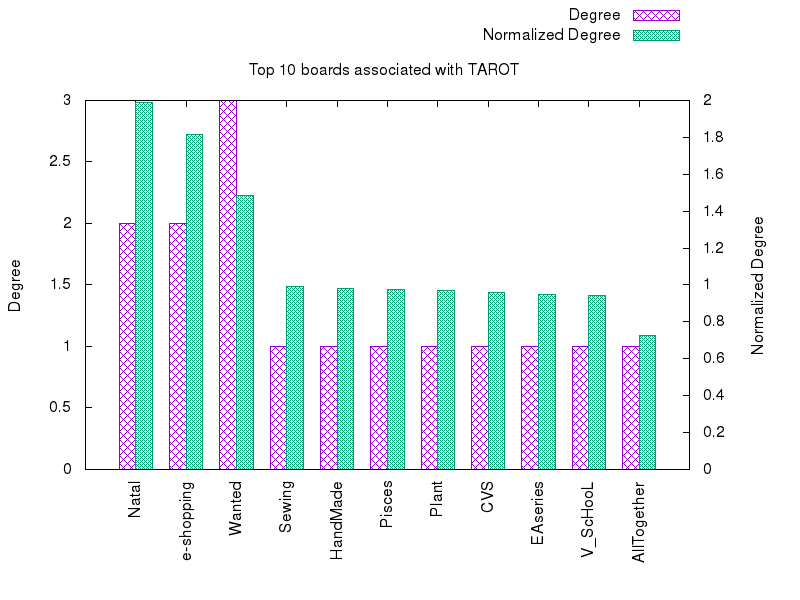 Degree
Normalized Degree
Top 10 boards associated with TAROT
3
2.5
2
1.5
1
0.5
0
2
1.8
1.6
1.4
1.2
1
0.8
0.6
0.4
0.2
0
Degree
Normalized Degree
Natal
e-shopping
Wanted
Sewing
HandMade
Pisces
Plant
CVS
EAseries
V_ScHooL
AllTogether